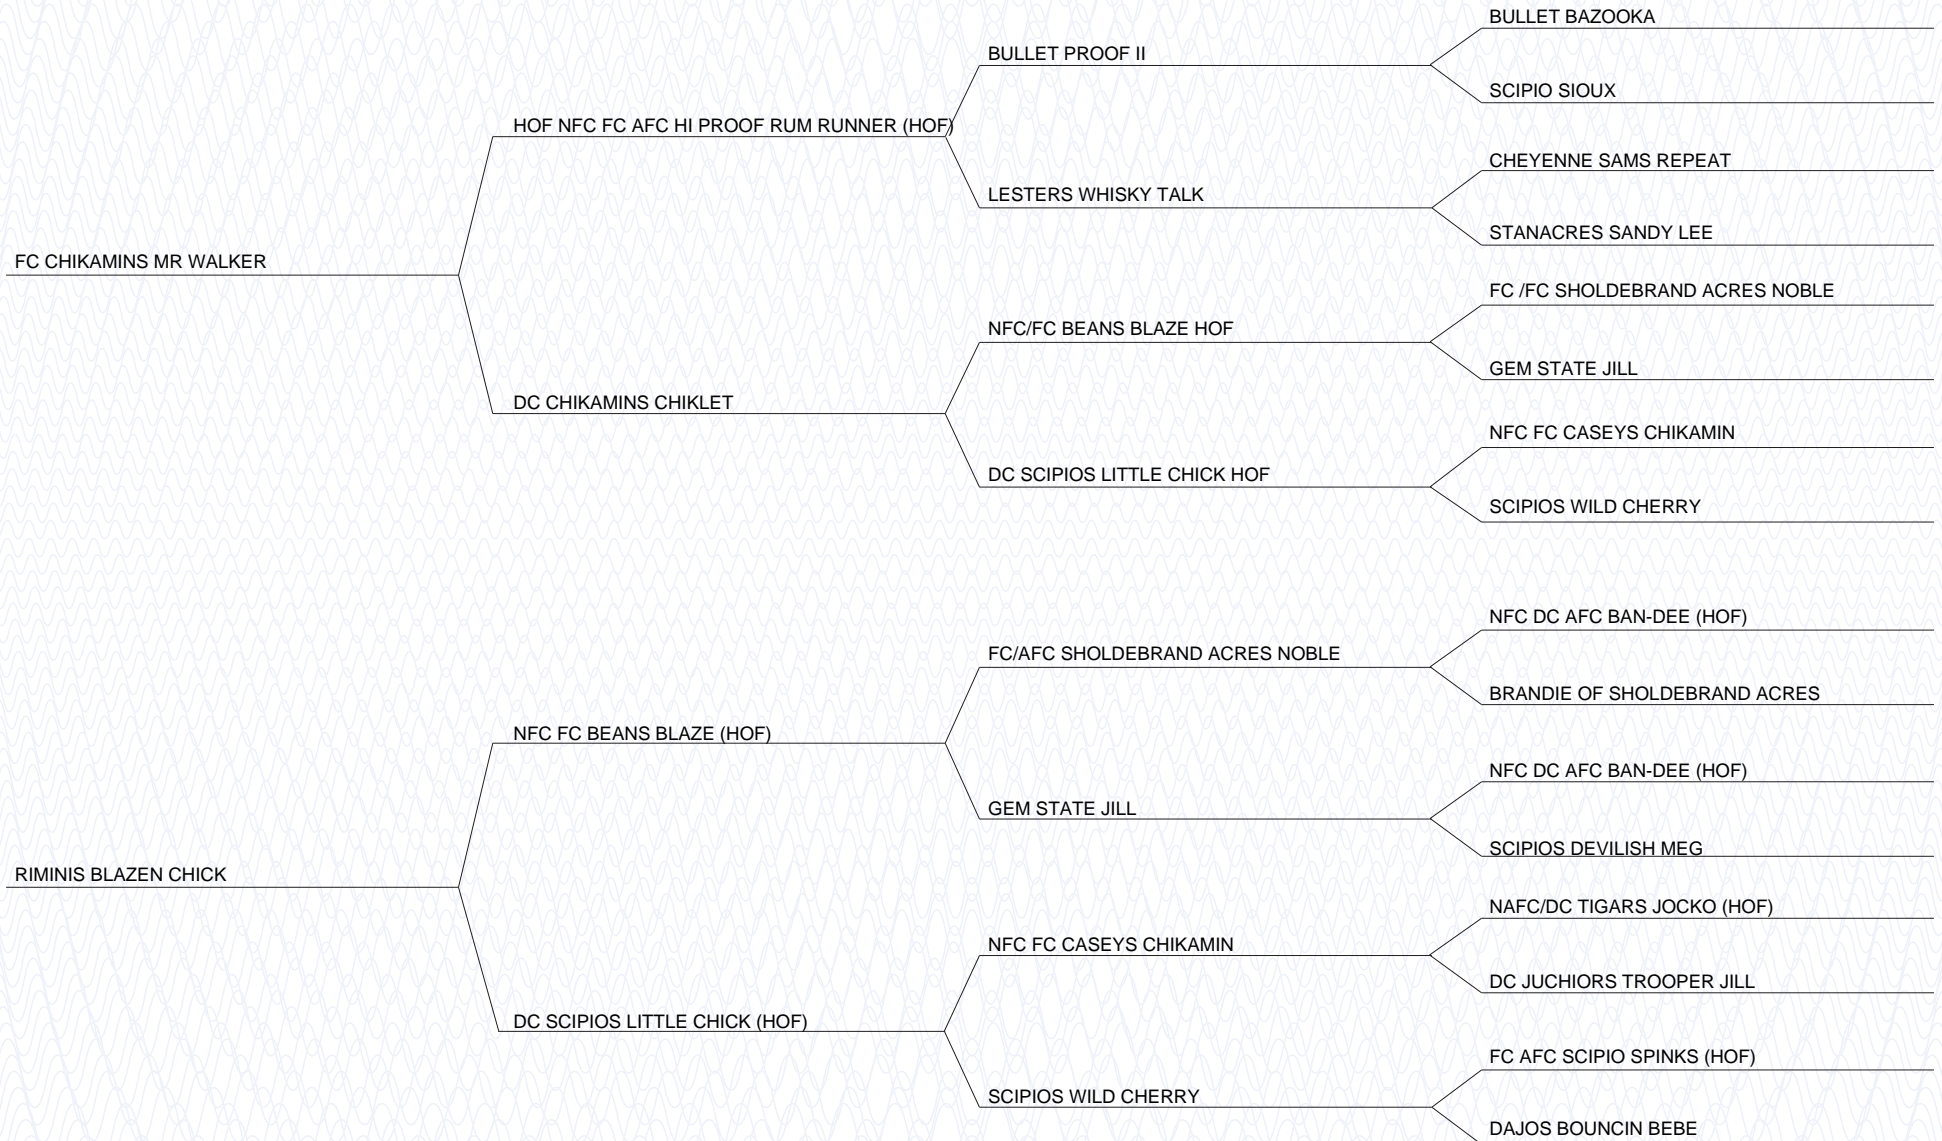 BULLET BAZOOKA
BULLET PROOF II
SCIPIO SIOUX
HOF NFC FC AFC HI PROOF RUM RUNNER (HOF)
CHEYENNE SAMS REPEAT
LESTERS WHISKY TALK
STANACRES SANDY LEE
FC CHIKAMINS MR WALKER
FC /FC SHOLDEBRAND ACRES NOBLE
NFC/FC BEANS BLAZE HOF
GEM STATE JILL
DC CHIKAMINS CHIKLET
NFC FC CASEYS CHIKAMIN
DC SCIPIOS LITTLE CHICK HOF
SCIPIOS WILD CHERRY
NFC DC AFC BAN-DEE (HOF)
FC/AFC SHOLDEBRAND ACRES NOBLE
BRANDIE OF SHOLDEBRAND ACRES
NFC FC BEANS BLAZE (HOF)
NFC DC AFC BAN-DEE (HOF)
GEM STATE JILL
SCIPIOS DEVILISH MEG
RIMINIS BLAZEN CHICK
NAFC/DC TIGARS JOCKO (HOF)
NFC FC CASEYS CHIKAMIN
DC JUCHIORS TROOPER JILL
DC SCIPIOS LITTLE CHICK (HOF)
FC AFC SCIPIO SPINKS (HOF)
SCIPIOS WILD CHERRY
DAJOS BOUNCIN BEBE